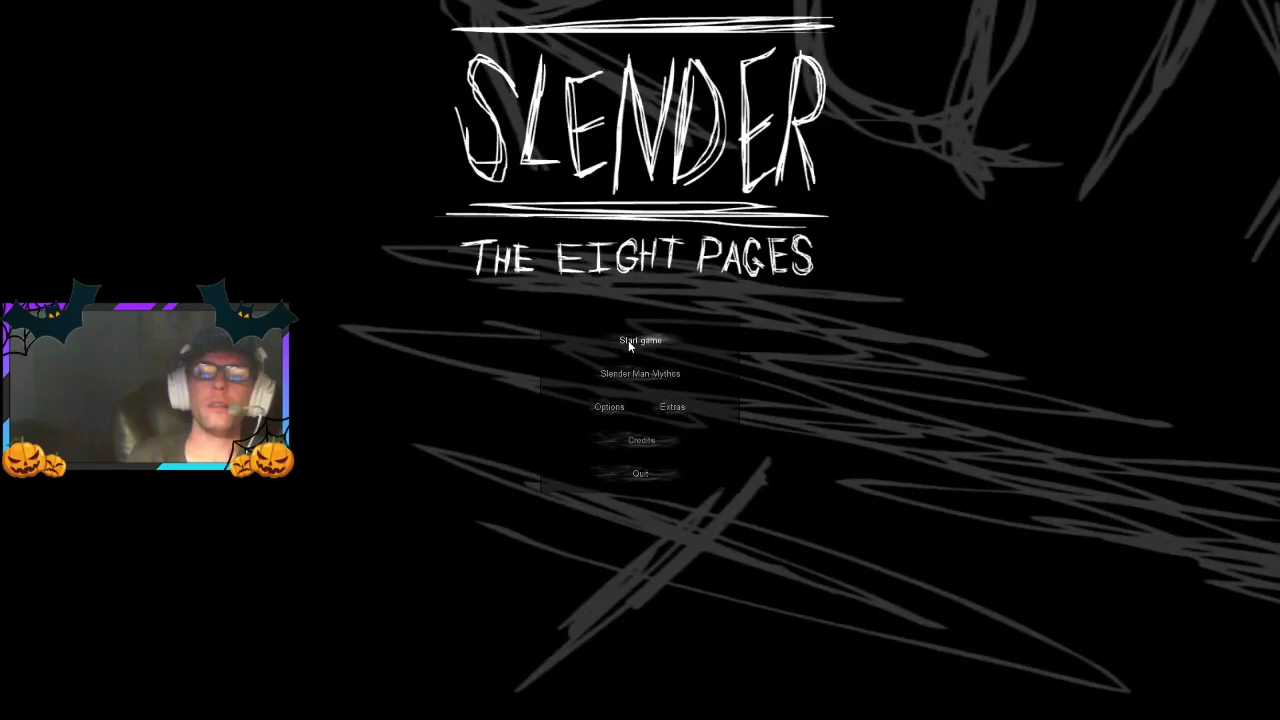 SLENDER
THE EIGHT PAGES
Start game
Slender Man Mythos
Options Extras
Credits
Quit